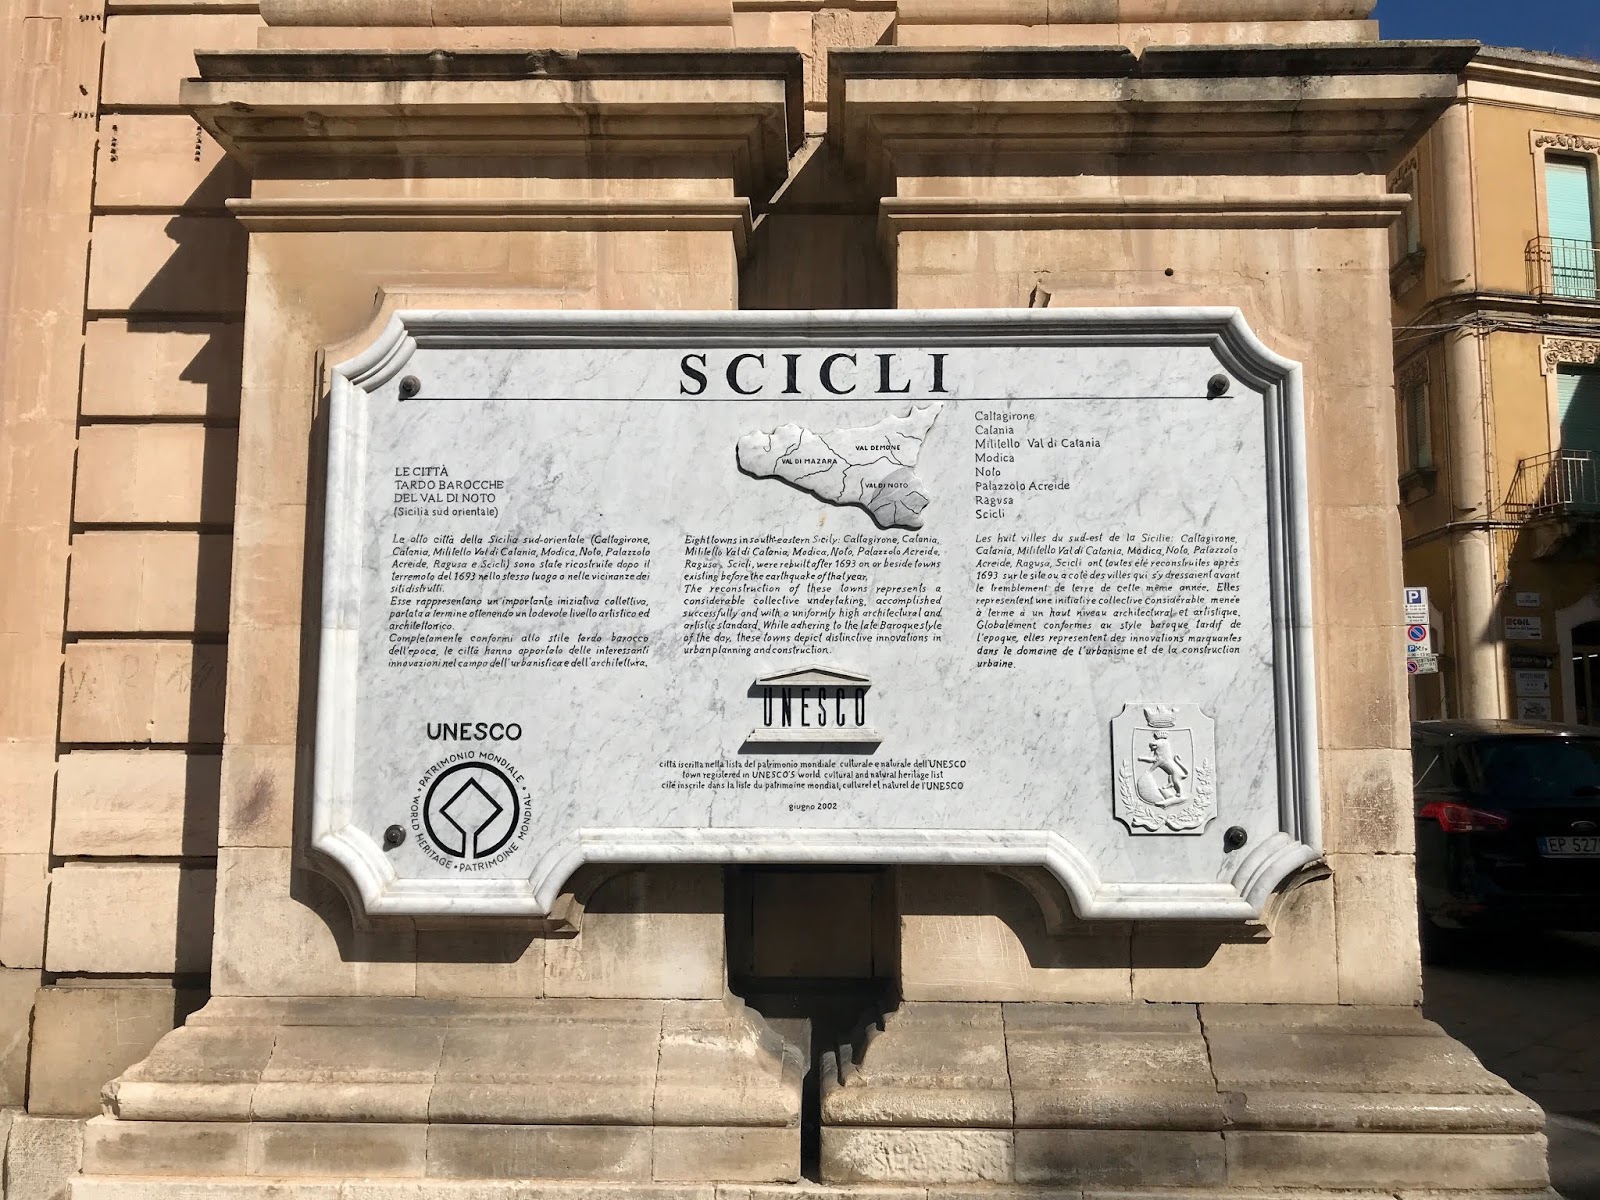 SCICLI
LE CITTÀ
TARDO BAROCCHE
DEL VAL DI NOTO
(Sicilia sud orientale)
VAL DEMONE
VAL DI MAZARA
VAL DI NOTO
Caltagirone
Catania
Militello Val di Catania
Modica
Noto
Palazzolo Acreide
Ragusa
Scicli
Le otto città della Sicilia sud-orientale (Caltagirone,
Catania, Militello Val di Catania, Modica, Noto, Palazzolo
Acreide, Ragusa e Scicli) sono state ricostruite dopo il
terremoto del 1693 nello stesso luogo o nelle vicinanze dei
siti distrutti.
Esse rappresentano un'importante iniziativa collettiva,
portata a termine ottenendo un lodevole livello artistico ed
architettonico.
Completamente conformi allo stile tardo barocco
dell'epoca, le città hanno apportato delle interessanti
innovazioni nel campo dell'urbanistica e dell'architettura.
Eight towns in south-eastern Sicily: Caltagirone, Catania,
Militello Val di Catania, Modica, Noto, Palazzolo Acreide,
Ragusa, Scicli, were rebuilt after 1693 on or beside towns
existing before the earthquake of that year.
The reconstruction of these towns represents a
considerable collective undertaking, accomplished
successfully and with a uniformly high architectural and
artistic standard. While adhering to the late Baroque style
of the day, these towns depict distinctive innovations in
urban planning and construction.
Les huit villes du sud-est de la Sicile: Caltagirone,
Catania, Militello Val di Catania, Modica, Noto, Palazzolo
Acreide, Ragusa, Scicli ont toutes été reconstruites après
1693 sur le site ou à coté des villes qui s'y dressaient avant
le tremblement de terre de cette même année. Elles
representent une initiative collective Considérable, menée
à terme à un haut niveau architectural et artistique.
Globalement conformes au style baroque tardif de
l'epoque, elles representent des innovations marquantes
dans le domaine de l'urbanisme et de la construction
urbaine.
UNESCO
PATRIMONIO MONDIALE • WORLD HERITAGE • PATRIMOINE MONDIAL •
UNESCO
città iscritta nella lista del patrimonio mondiale culturale e naturale dell'UNESCO
town registered in UNESCO'S world cultural and natural heritage list
cité inscrite dans la liste du patrimoine mondial, culturel et naturel de l'UNESCO
giugno 2002
P
P
CGIL
EP 527